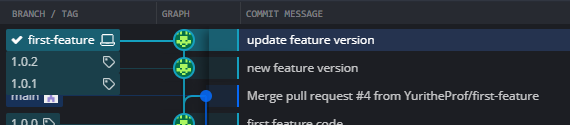 BRANCH / TAG GRAPH COMMIT MESSAGE
first-feature update feature version
1.0.2 new feature version
1.0.1
main Merge pull request #4 from YuritheProf/first-feature
1.0.0 first feature code